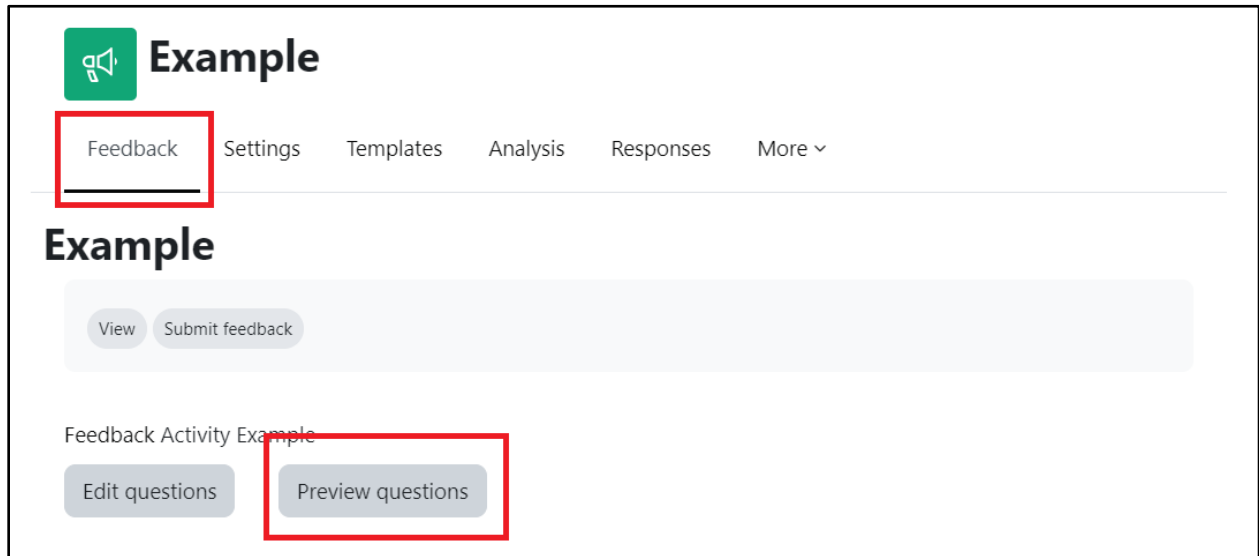 Example
Feedback Settings Templates Analysis Responses More
Example
View Submit feedback
Feedback Activity Example
Edit questions Preview questions